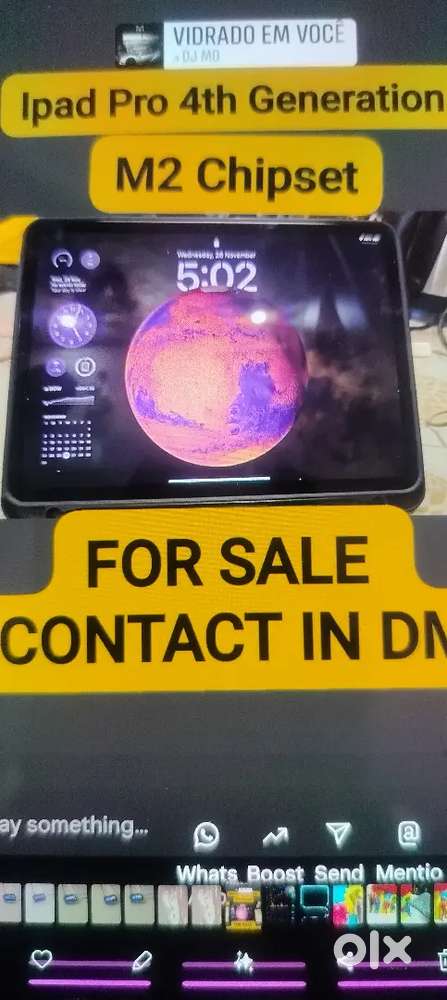 VIDRADO EM VOCÊ
DJ MO
Ipad Pro 4th Generation
M2 Chipset
Wednesday, 26 November
5:02
FOR SALE
CONTACT IN DM
ay something...
Whats Boost Send Mentio
olx